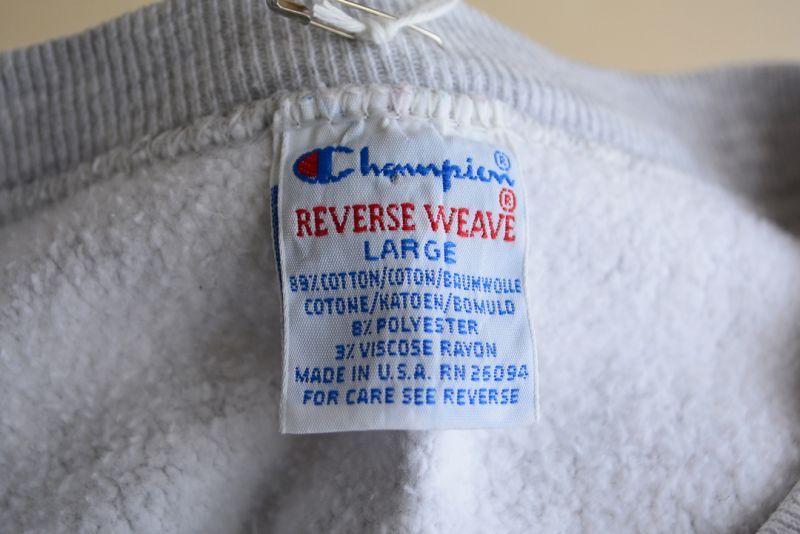 Champion®
REVERSE WEAVE®
LARGE
89% COTTON/COTON/BAUMWOLLE
COTONE/KATOEN/BOMULD
8% POLYESTER
3% VISCOSE RAYON
MADE IN U.S.A. RN 26094
FOR CARE SEE REVERSE